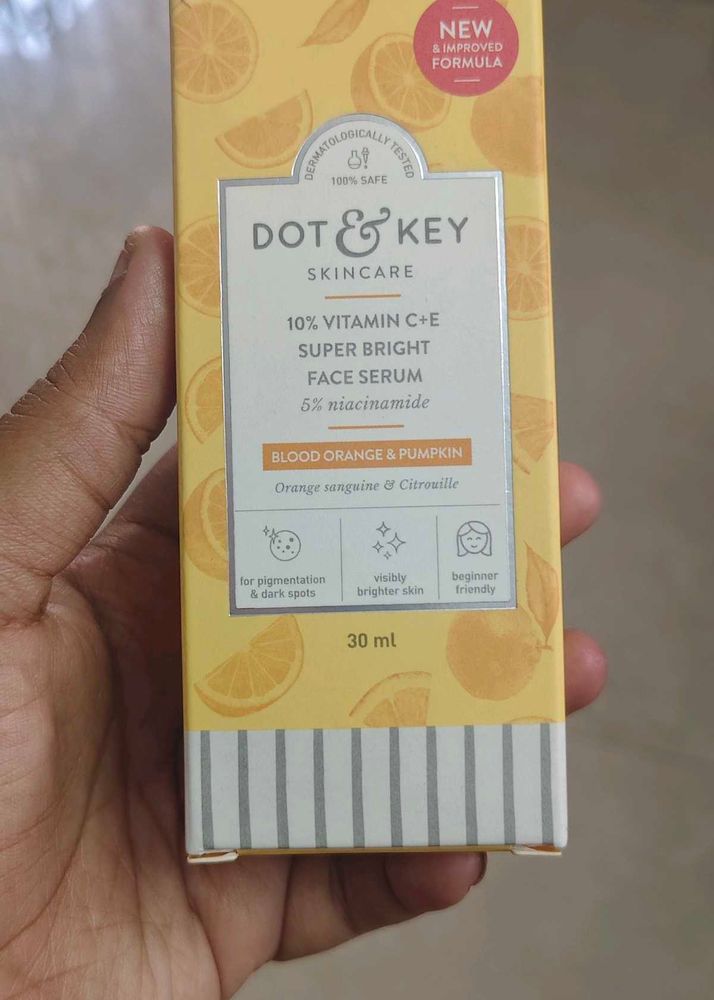 NEW
& IMPROVED
FORMULA
DERMATOLOGICALLY TESTED
100% SAFE
DOT & KEY
SKINCARE
10% VITAMIN C+E
SUPER BRIGHT
FACE SERUM
5% niacinamide
BLOOD ORANGE & PUMPKIN
Orange sanguine & Citrouille
for pigmentation
& dark spots
visibly
brighter skin
beginner
friendly
30 ml